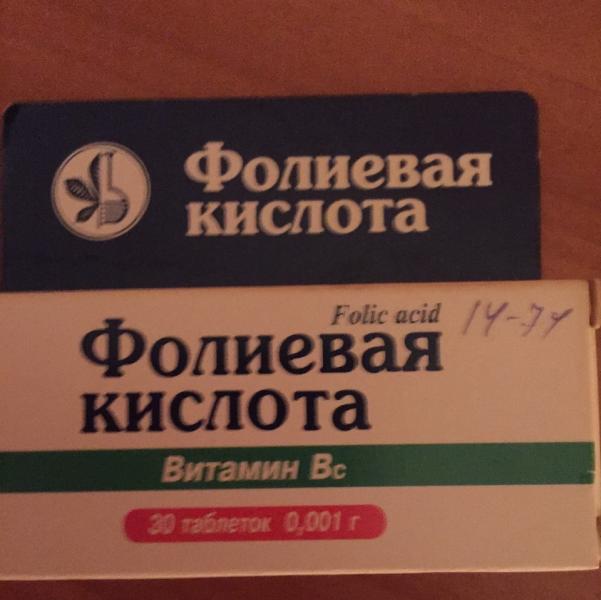 Фолиевая
кислота
Folic acid 14-74
Фолиевая
кислота
Витамин Вс
30 таблеток 0,001 г